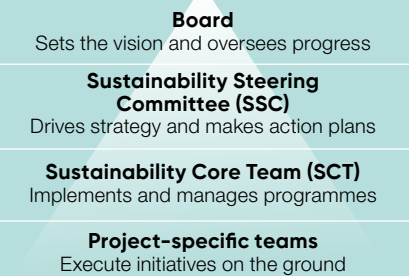 Board
Sets the vision and oversees progress
Sustainability Steering
Committee (SSC)
Drives strategy and makes action plans
Sustainability Core Team (SCT)
Implements and manages programmes
Project-specific teams
Execute initiatives on the ground